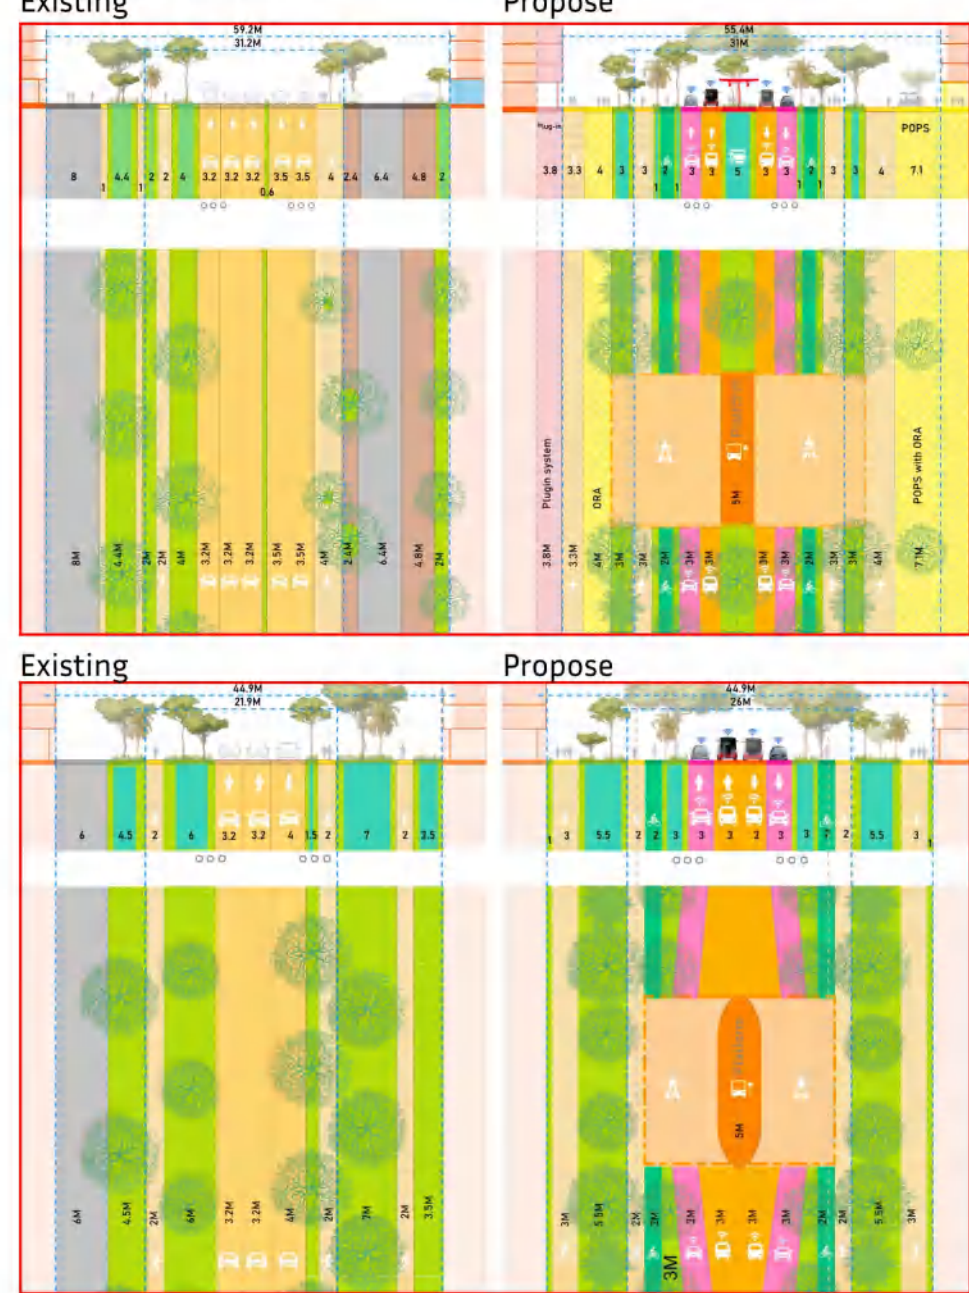 Existing
Propose
59.2M
31.2M
55.4M
31M
Plug-in
POPS
8 1 4.4 1 2 2 4 3.2 3.2 3.2 0.6 3.5 3.5 4 2.4 6.4 4.8 2
3.8 3.3 4 3 3 1 2 1 3 3 5 3 3 1 2 1 3 3 4 7.1
Plugin system
ORA
Platform
5M
POPS with ORA
8M 4.4M 2M 2M 4M 3.2M 3.2M 3.2M 3.5M 3.5M 4M 2.4M 6.4M 4.8M 2M
3.8M 3.3M 4M 3M 3M 2M 3M 3M 3M 3M 2M 3M 3M 4M 7.1M
Existing
Propose
44.9M
21.9M
44.9M
26M
6 4.5 2 6 3.2 3.2 4 1.5 2 7 2 3.5
1 3 5.5 2 2 3 3 3 3 3 3 2 2 5.5 3 1
Platform
5M
6M 4.5M 2M 6M 3.2M 3.2M 4M 2M 7M 2M 3.5M
3M 5.5M 2M 2M 3M 3M 3M 3M 3M 2M 2M 5.5M 3M